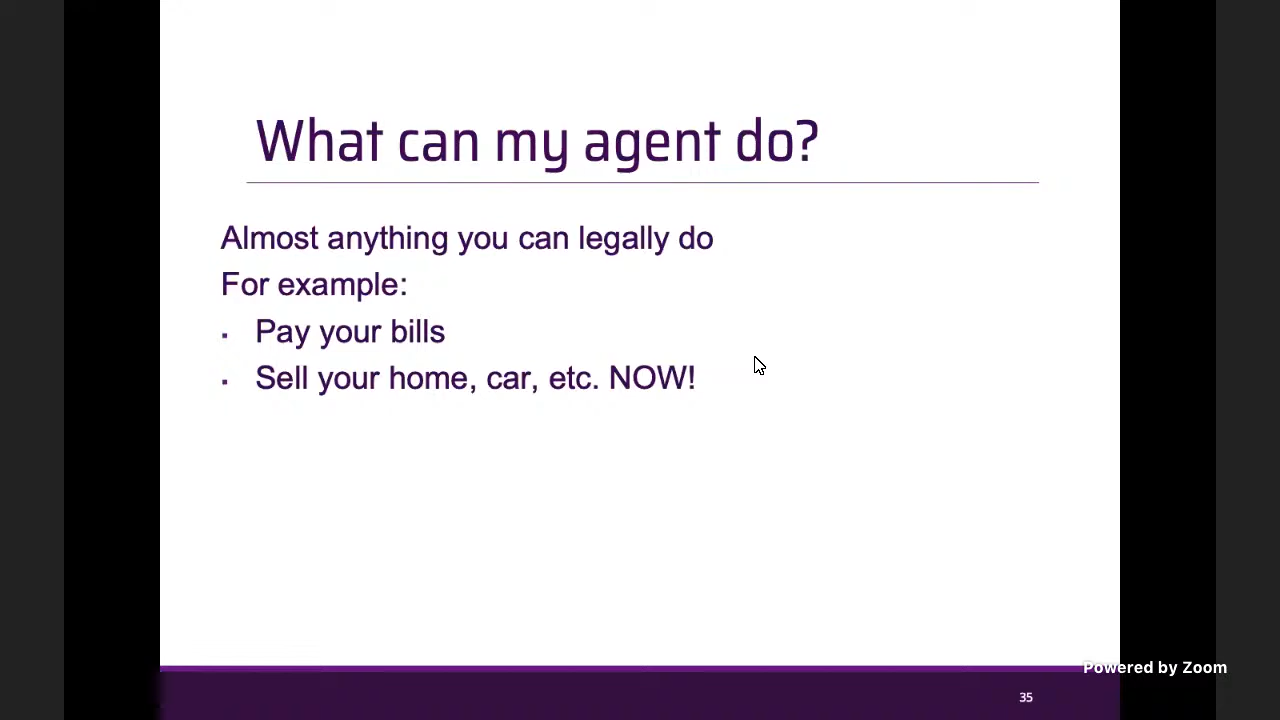 What can my agent do?
Almost anything you can legally do
For example:
▪ Pay your bills
▪ Sell your home, car, etc. NOW!
Powered by Zoom
35